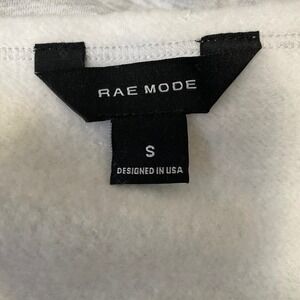 RAE MODE
S
DESIGNED IN USA